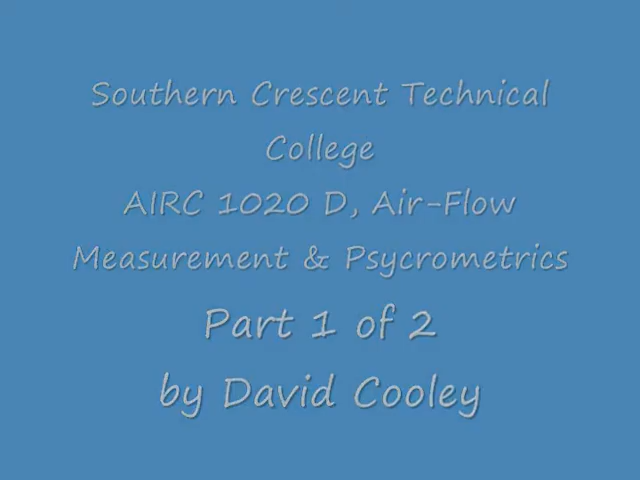 Southern Crescent Technical
College
AIRC 1020 D, Air-Flow
Measurement & Psycrometrics
Part 1 of 2
by David Cooley